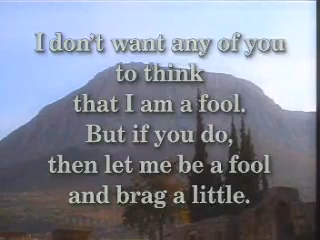 I don't want any of you
to think
that I am a fool.
But if you do,
then let me be a fool
and brag a little.